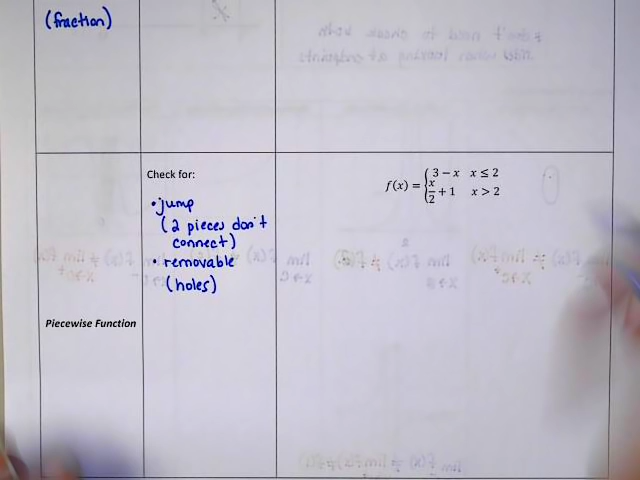 (fraction)
Check for:
• jump
(2 pieces don't
connect)
• removable
(holes)
Piecewise Function
f(x) = { 3 − x x ≤ 2
x/2 + 1 x > 2